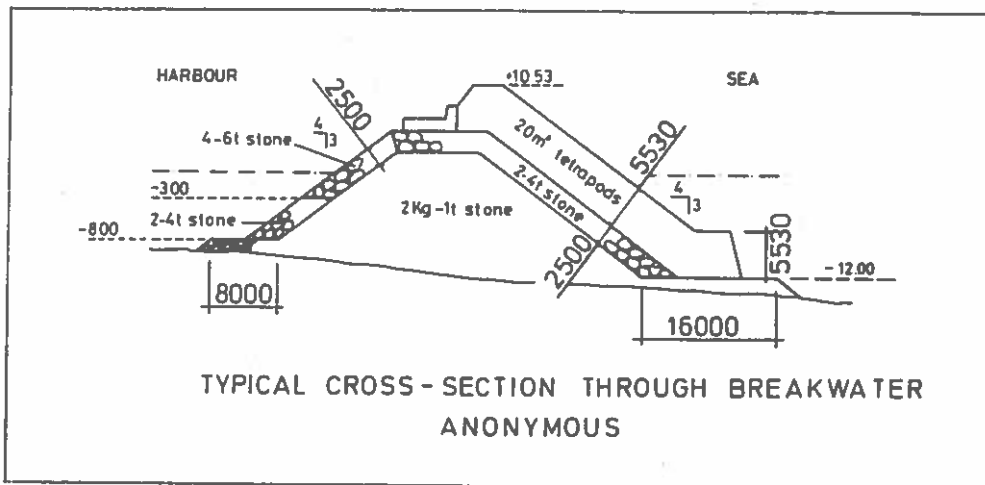 HARBOUR
+10.53
SEA
2500
4
3
4-6t stone
20m³ tetrapods
5530
4
3
-300
2-4t stone
2Kg-1t stone
2-4t stone
-800
2500
5530
-12.00
8000
16000
TYPICAL CROSS-SECTION THROUGH BREAKWATER
ANONYMOUS